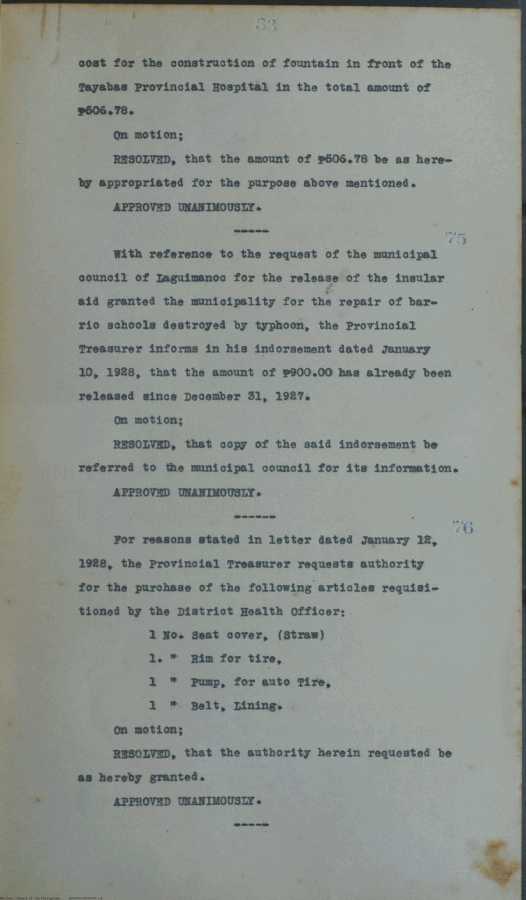 33
cost for the construction of fountain in front of the
Tayabas Provincial Hospital in the total amount of
₱506.78.
On motion;
RESOLVED, that the amount of ₱506.78 be as here-
by appropriated for the purpose above mentioned.
APPROVED UNANIMOUSLY.
-----
75
With reference to the request of the municipal
council of Laguimanoc for the release of the insular
aid granted the municipality for the repair of bar-
rio schools destroyed by typhoon, the Provincial
Treasurer informs in his indorsement dated January
10, 1928, that the amount of ₱900.00 has already been
released since December 31, 1927.
On motion;
RESOLVED, that copy of the said indorsement be
referred to the municipal council for its information.
APPROVED UNANIMOUSLY.
------
76
For reasons stated in letter dated January 12,
1928, the Provincial Treasurer requests authority
for the purchase of the following articles requisi-
tioned by the District Health Officer:
1 No. Seat cover, (Straw)
1. " Rim for tire,
1 " Pump, for auto Tire,
1 " Belt, Lining.
On motion;
RESOLVED, that the authority herein requested be
as hereby granted.
APPROVED UNANIMOUSLY.
-----